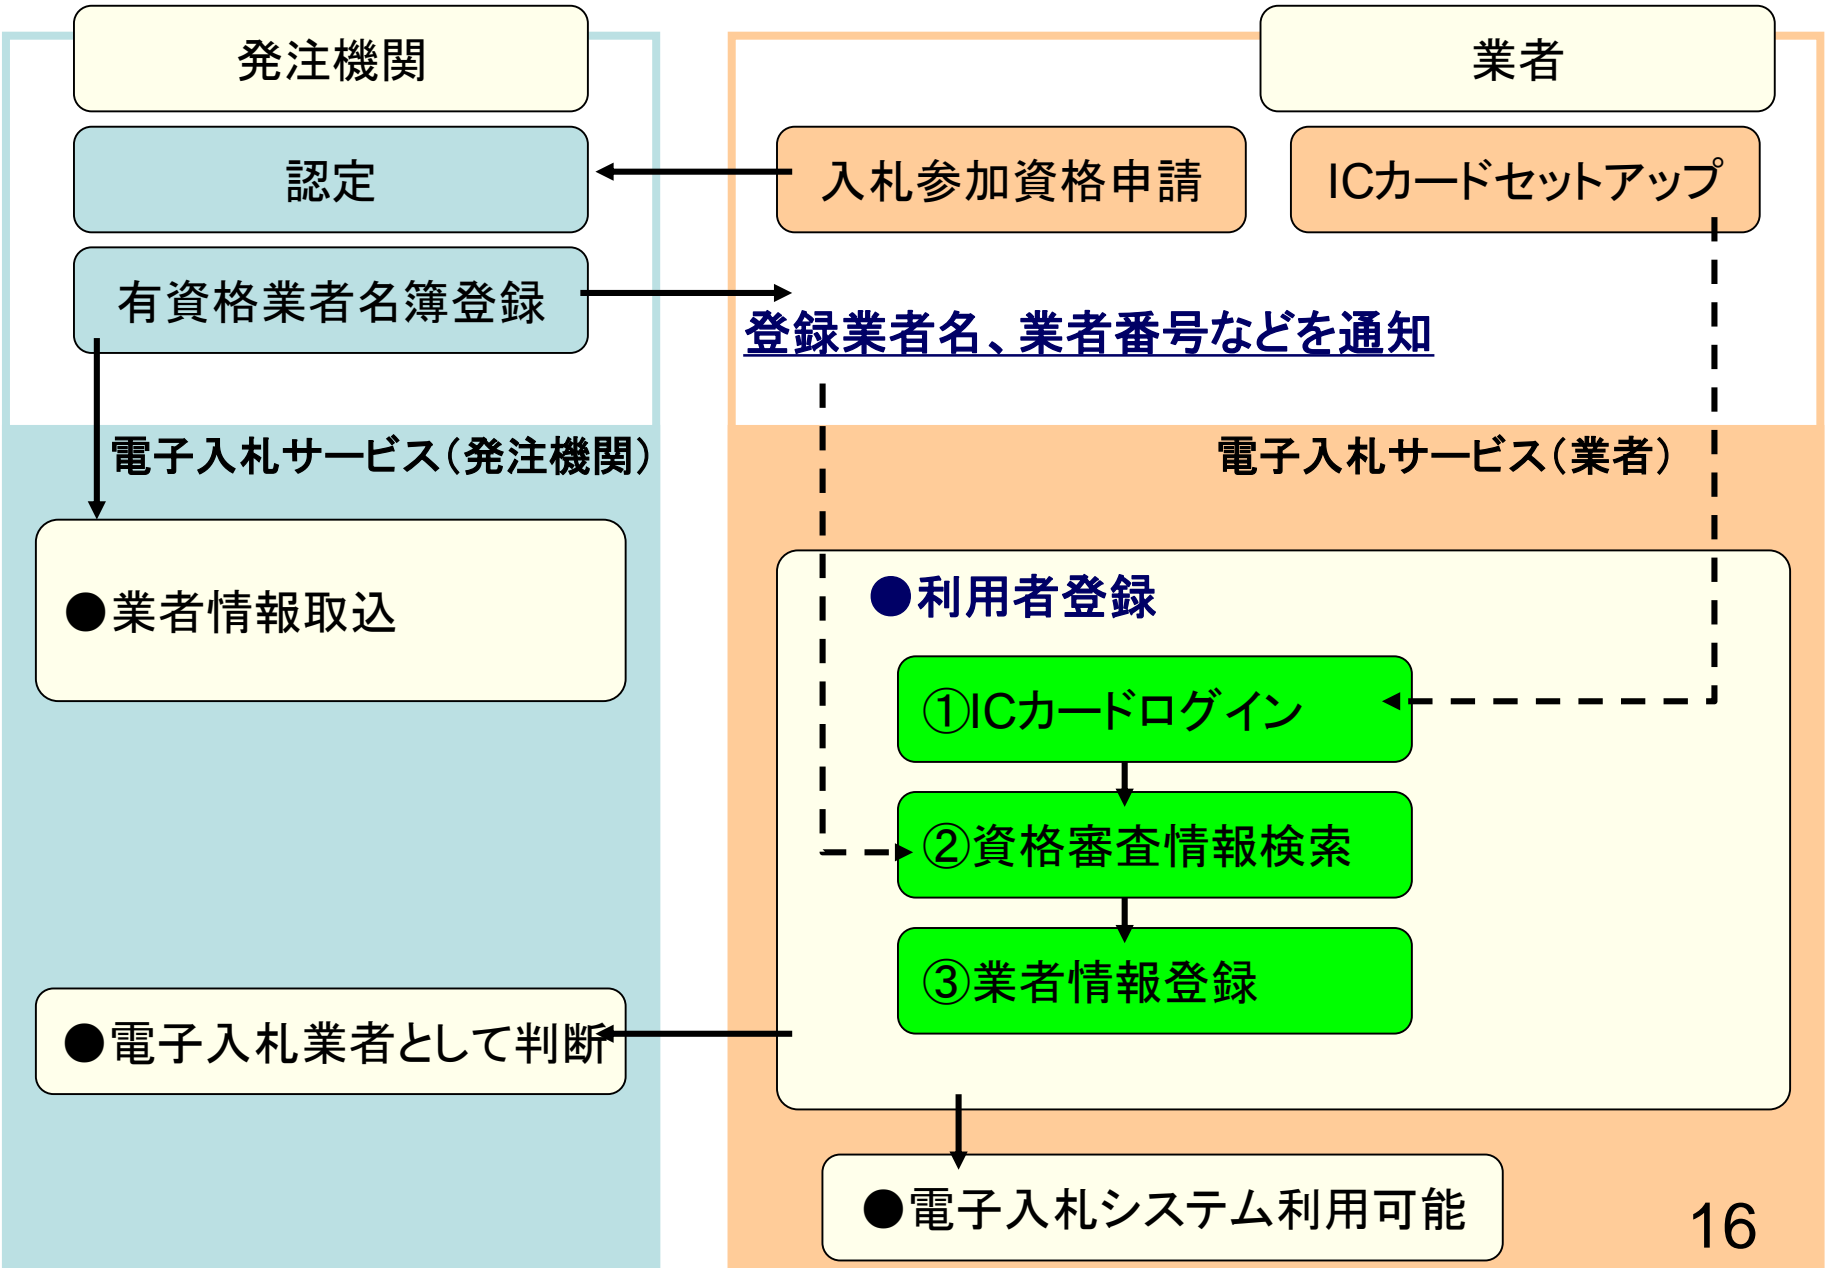 発注機関
業者
認定
入札参加資格申請
ICカードセットアップ
有資格業者名簿登録
登録業者名、業者番号などを通知
電子入札サービス(発注機関)
電子入札サービス(業者)
●業者情報取込
●利用者登録
①ICカードログイン
②資格審査情報検索
③業者情報登録
●電子入札業者として判断
●電子入札システム利用可能
16